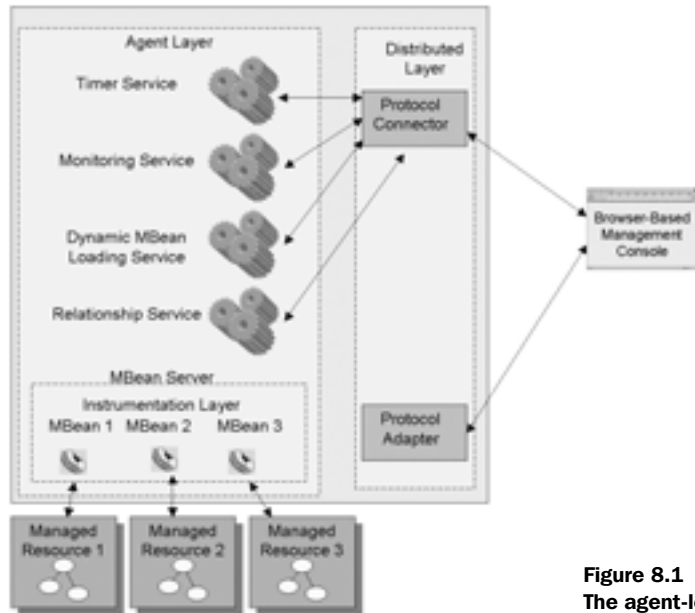 Agent Layer
Timer Service
Monitoring Service
Dynamic MBean
Loading Service
Relationship Service
MBean Server
Instrumentation Layer
MBean 1 MBean 2 MBean 3
Distributed
Layer
Protocol
Connector
Protocol
Adapter
Browser-Based
Management
Console
Managed
Resource 1
Managed
Resource 2
Managed
Resource 3
Figure 8.1
The agent-l